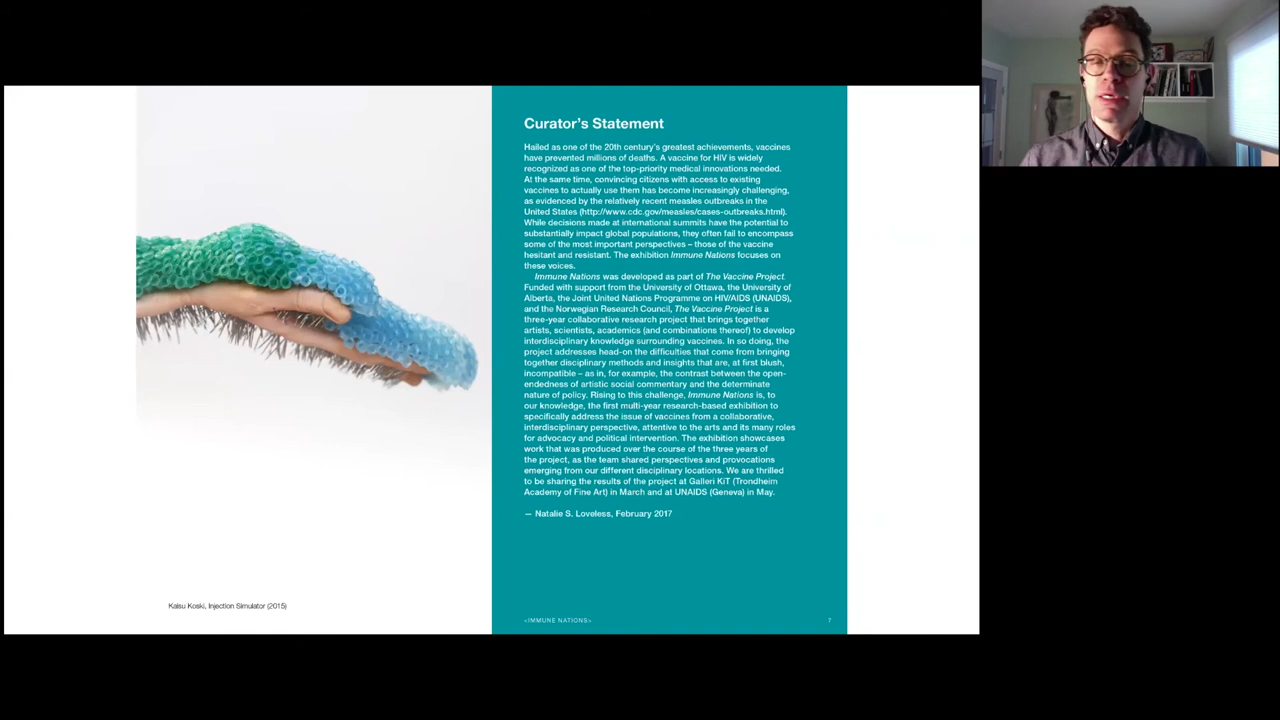 Curator's Statement
Hailed as one of the 20th century's greatest achievements, vaccines
have prevented millions of deaths. A vaccine for HIV is widely
recognized as one of the top-priority medical innovations needed.
At the same time, convincing citizens with access to existing
vaccines to actually use them has become increasingly challenging,
as evidenced by the relatively recent measles outbreaks in the
United States (http://www.cdc.gov/measles/cases-outbreaks.html).
While decisions made at international summits have the potential to
substantially impact global populations, they often fail to encompass
some of the most important perspectives – those of the vaccine
hesitant and resistant. The exhibition Immune Nations focuses on
these voices.
Immune Nations was developed as part of The Vaccine Project.
Funded with support from the University of Ottawa, the University of
Alberta, the Joint United Nations Programme on HIV/AIDS (UNAIDS),
and the Norwegian Research Council, The Vaccine Project is a
three-year collaborative research project that brings together
artists, scientists, academics (and combinations thereof) to develop
interdisciplinary knowledge surrounding vaccines. In so doing, the
project addresses head-on the difficulties that come from bringing
together disciplinary methods and insights that are, at first blush,
incompatible – as in, for example, the contrast between the open-
endedness of artistic social commentary and the determinate
nature of policy. Rising to this challenge, Immune Nations is, to
our knowledge, the first multi-year research-based exhibition to
specifically address the issue of vaccines from a collaborative,
interdisciplinary perspective, attentive to the arts and its many roles
for advocacy and political intervention. The exhibition showcases
work that was produced over the course of the three years of
the project, as the team shared perspectives and provocations
emerging from our different disciplinary locations. We are thrilled
to be sharing the results of the project at Galleri KiT (Trondheim
Academy of Fine Art) in March and at UNAIDS (Geneva) in May.
— Natalie S. Loveless, February 2017
Kaisu Koski, Injection Simulator (2015)
<IMMUNE NATIONS>
7